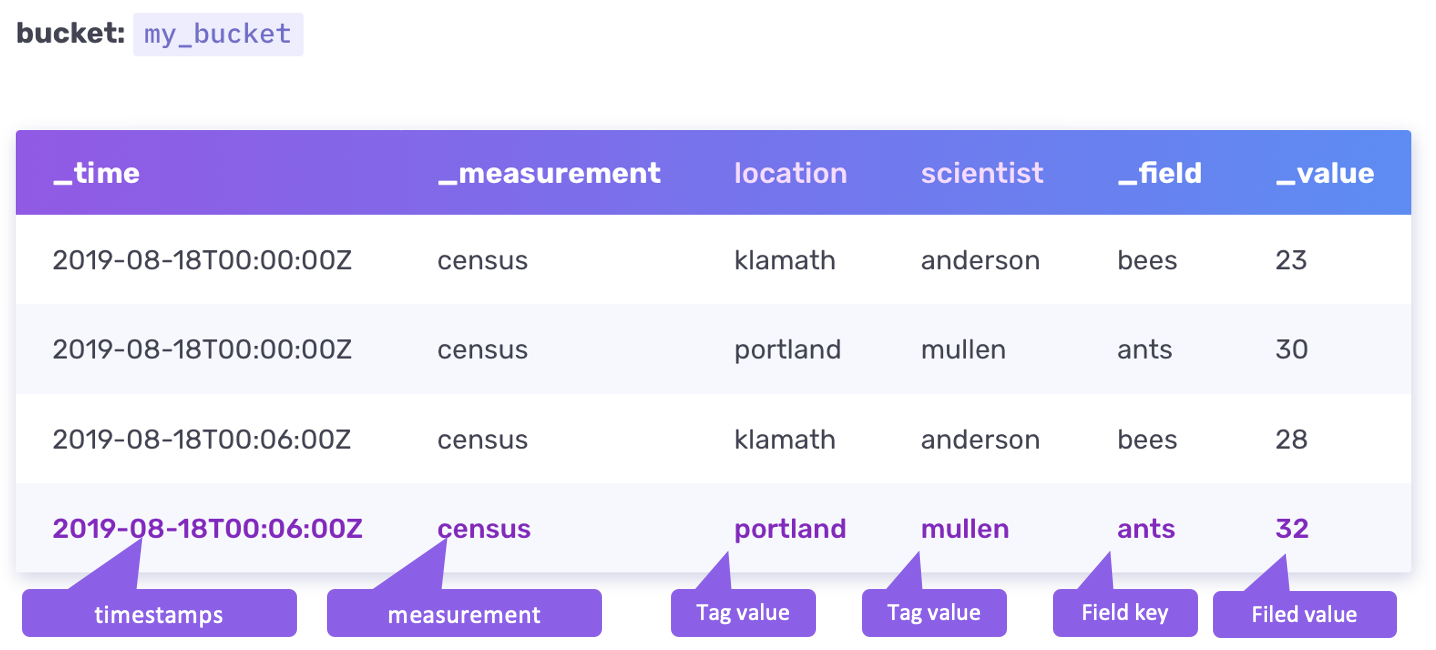 bucket: my_bucket
_time _measurement location scientist _field _value
2019-08-18T00:00:00Z census klamath anderson bees 23
2019-08-18T00:00:00Z census portland mullen ants 30
2019-08-18T00:06:00Z census klamath anderson bees 28
2019-08-18T00:06:00Z census portland mullen ants 32
timestamps measurement Tag value Tag value Field key Filed value